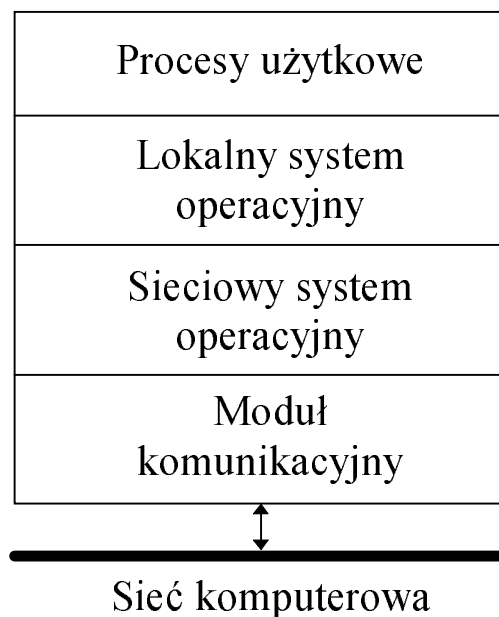 Procesy użytkowe
Lokalny system
operacyjny
Sieciowy system
operacyjny
Moduł
komunikacyjny
Sieć komputerowa